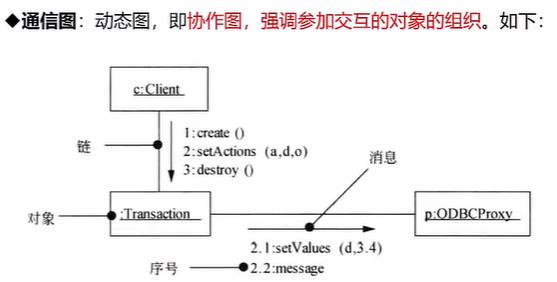 ◆通信图：动态图，即协作图，强调参加交互的对象的组织。如下：
c:Client
1:create ()
2:setActions (a,d,o)
3:destroy ()
链
消息
对象
:Transaction
p:ODBCProxy
2.1:setValues (d,3.4)
序号
2.2:message